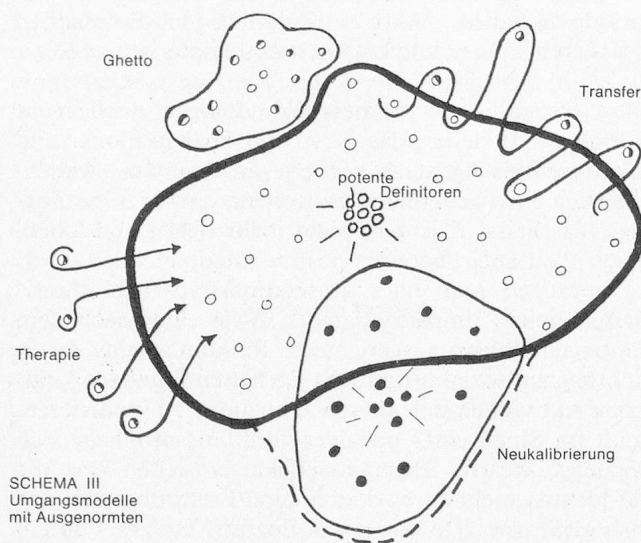 Ghetto
Transfer
potente
Definitoren
Therapie
Neukalibrierung
SCHEMA III
Umgangsmodelle
mit Ausgenormten